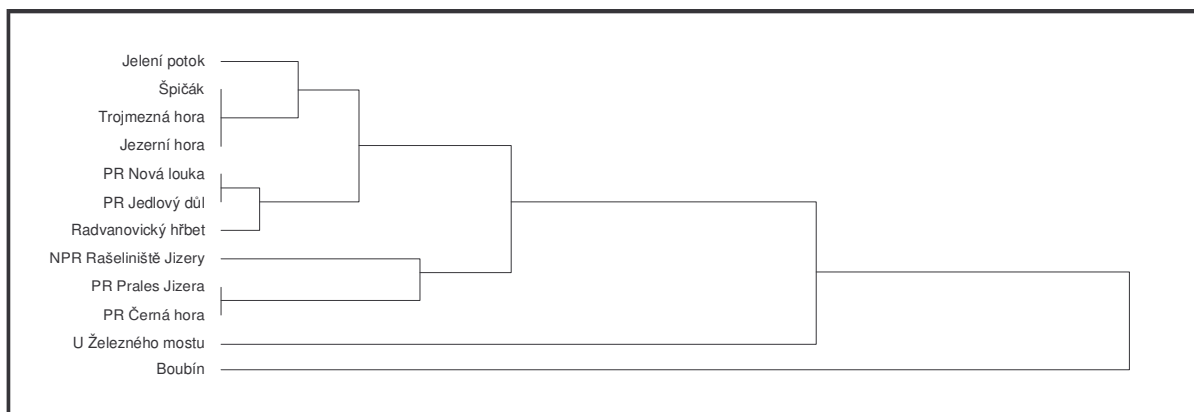 Jelení potok
Špičák
Trojmezná hora
Jezerní hora
PR Nová louka
PR Jedlový důl
Radvanovický hřbet
NPR Rašeliniště Jizery
PR Prales Jizera
PR Černá hora
U Železného mostu
Boubín